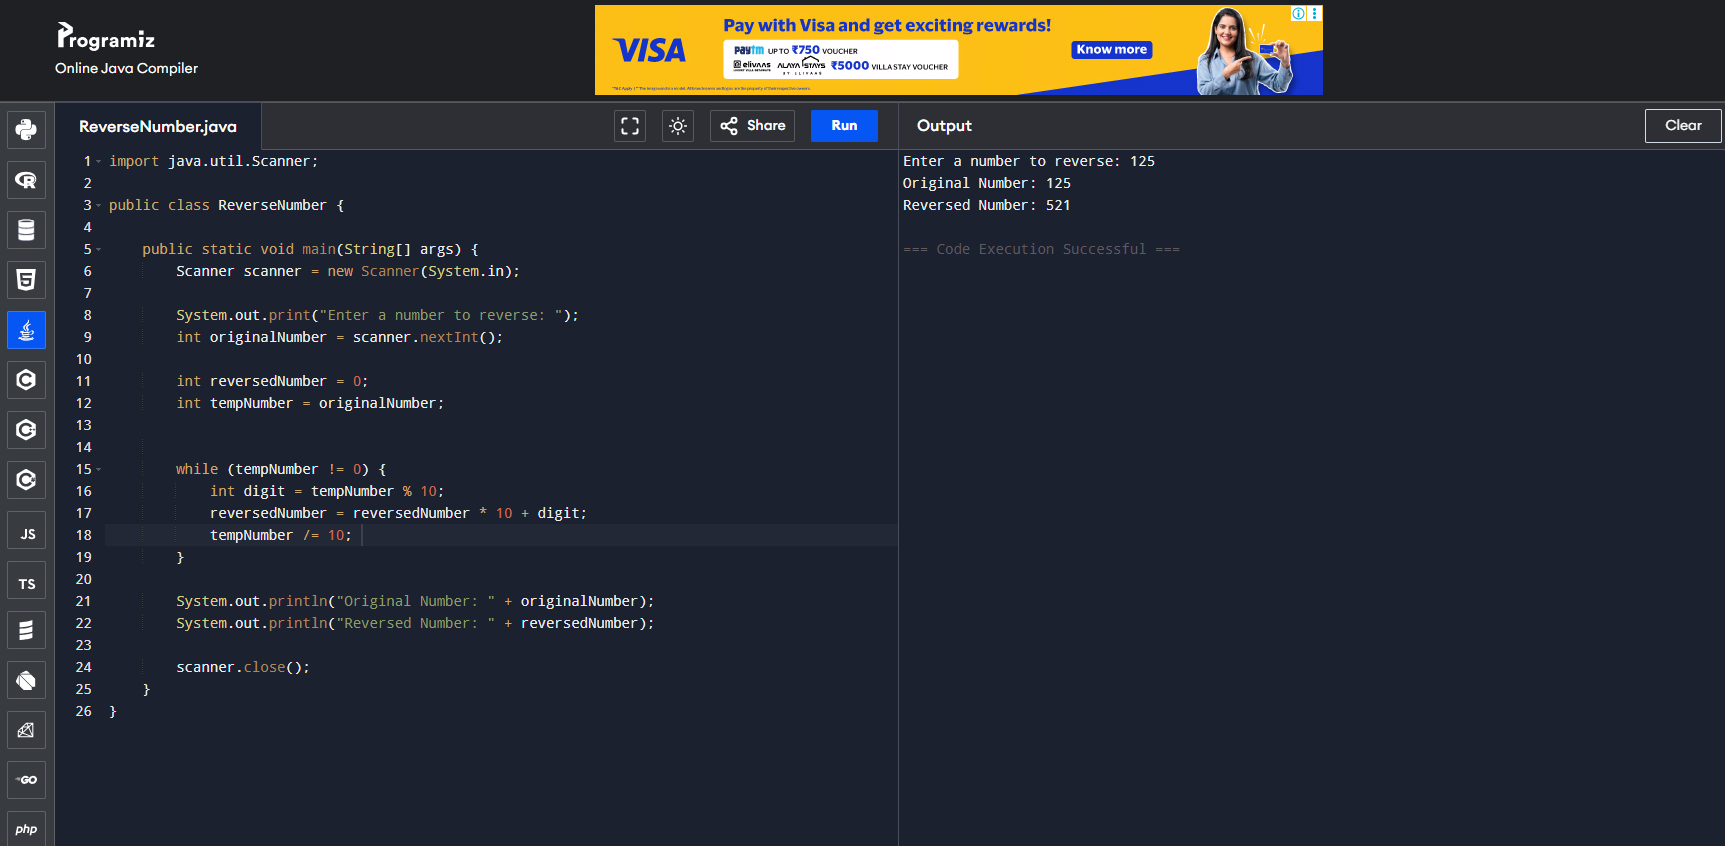 Programiz
Online Java Compiler
VISA
Pay with Visa and get exciting rewards!
Paytm UP TO ₹750 VOUCHER
elivaas ALAYA STAYS ₹5000 VILLA STAY VOUCHER
BY ELIVAAS
Know more
ReverseNumber.java
Share
Run
Output
Clear
1 import java.util.Scanner;
2
3 public class ReverseNumber {
4
5     public static void main(String[] args) {
6         Scanner scanner = new Scanner(System.in);
7
8         System.out.print("Enter a number to reverse: ");
9         int originalNumber = scanner.nextInt();
10
11         int reversedNumber = 0;
12         int tempNumber = originalNumber;
13
14
15         while (tempNumber != 0) {
16             int digit = tempNumber % 10;
17             reversedNumber = reversedNumber * 10 + digit;
18             tempNumber /= 10;
19         }
20
21         System.out.println("Original Number: " + originalNumber);
22         System.out.println("Reversed Number: " + reversedNumber);
23
24         scanner.close();
25     }
26 }
Enter a number to reverse: 125
Original Number: 125
Reversed Number: 521
=== Code Execution Successful ===
R
5
C
C
C
JS
TS
GO
php